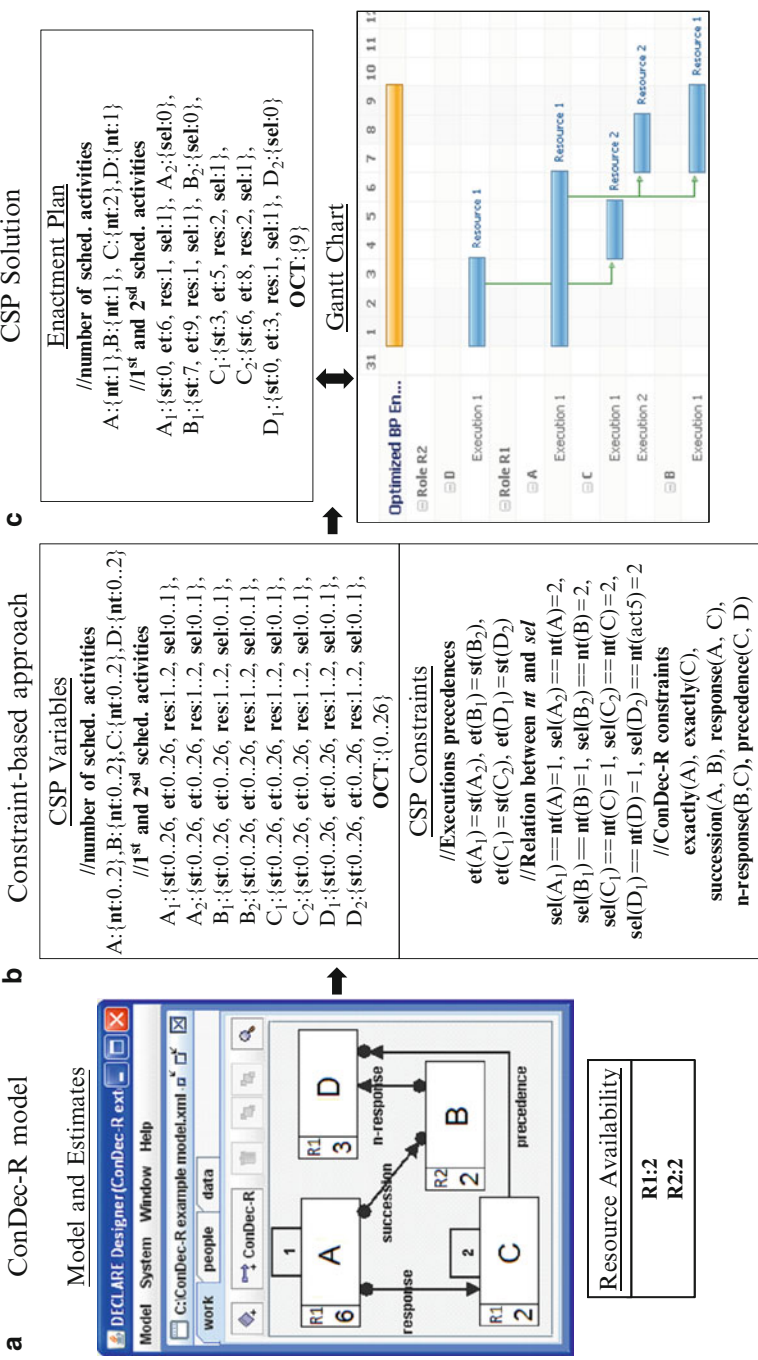 a
ConDec-R model
Model and Estimates
DECLARE Designer(ConDec-R ext
Model System Window Help
C:\ConDec-R example model.xml
work people data
ConDec-R
1
A
R1
6
D
R1
3
response
succession
n-response
2
C
R1
2
B
R2
2
precedence
Resource Availability
R1:2
R2:2
b
Constraint-based approach
CSP Variables
//number of sched. activities
A:{nt:0..2},B:{nt:0..2},C:{nt:0..2},D:{nt:0..2}
//1st and 2nd sched. activities
A1:{st:0..26, et:0..26, res:1..2, sel:0..1},
A2:{st:0..26, et:0..26, res:1..2, sel:0..1},
B1:{st:0..26, et:0..26, res:1..2, sel:0..1},
B2:{st:0..26, et:0..26, res:1..2, sel:0..1},
C1:{st:0..26, et:0..26, res:1..2, sel:0..1},
C2:{st:0..26, et:0..26, res:1..2, sel:0..1},
D1:{st:0..26, et:0..26, res:1..2, sel:0..1},
D2:{st:0..26, et:0..26, res:1..2, sel:0..1},
OCT:{0...26}
CSP Constraints
//Executions precedences
et(A1)=st(A2), et(B1)=st(B2),
et(C1)=st(C2), et(D1)=st(D2)
//Relation between nt and sel
sel(A1)== nt(A)=1, sel(A2)== nt(A)=2,
sel(B1)== nt(B)=1, sel(B2)== nt(B)=2,
sel(C1)== nt(C)=1, sel(C2)== nt(C)=2,
sel(D1)== nt(D)=1, sel(D2)== nt(act5)=2
//ConDec-R constraints
exactly(A), exactly(C),
succession(A, B), response(A, C),
n-response(B,C), precedence(C, D)
c
CSP Solution
Enactment Plan
//number of sched. activities
A:{nt:1},B:{nt:1}, C:{nt:2},D:{nt:1}
//1st and 2nd sched. activities
A1:{st:0, et:6, res:1, sel:1}, A2:{sel:0},
B1:{st:7, et:9, res:1, sel:1}, B2:{sel:0},
C1:{st:3, et:5, res:2, sel:1},
C2:{st:6, et:8, res:2, sel:1},
D1:{st:0, et:3, res:1, sel:1}, D2:{sel:0}
OCT:{9}
Gantt Chart
31 1 2 3 4 5 6 7 8 9 10 11 12
Optimized BP En...
Role R2
D
Execution 1 Resource 1
Role R1
A
Execution 1 Resource 1
C
Execution 1 Resource 2
Execution 2 Resource 2
B
Execution 1 Resource 1